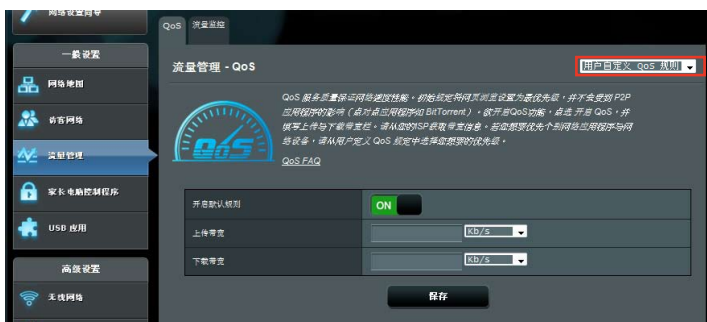 网络设置向导
QoS 流量监控
一般设置
流量管理 - QoS
用户自定义 QoS 规则
网络地图
QoS 服务质量保证网络速度性能。初始规定将网页浏览设置为最优先级,并不会受到 P2P
应用程序的影响(点对点应用程序如 BitTorrent)。欲开启QoS功能,点选 开启 QoS,并
访客网络
填写上传与下载带宽栏。请从您的ISP获取带宽信息。若您想要优先个别网络应用程序与网
络设备,请从用户定义 QoS 规定中选择您想要的优先级。
QoS
流量管理
QoS FAQ
家长电脑控制程序
开启默认规则
ON
USB 应用
上传带宽
Kb/s
下载带宽
Kb/s
高级设置
无线网络
保存